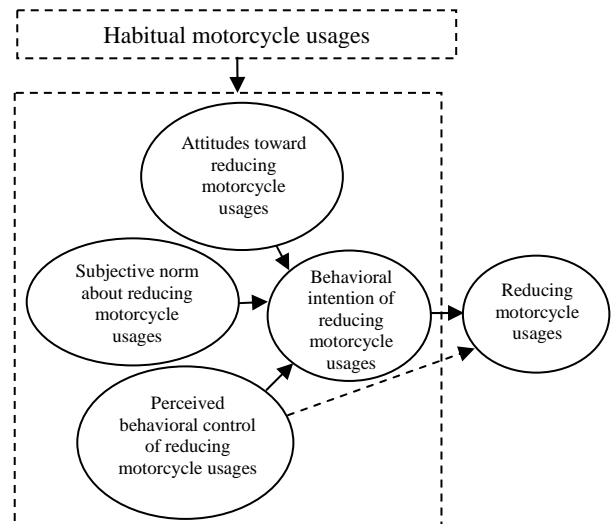 Habitual motorcycle usages
Attitudes toward
reducing
motorcycle
usages
Subjective norm
about reducing
motorcycle
usages
Behavioral
intention of
reducing
motorcycle
usages
Reducing
motorcycle
usages
Perceived
behavioral control
of reducing
motorcycle usages